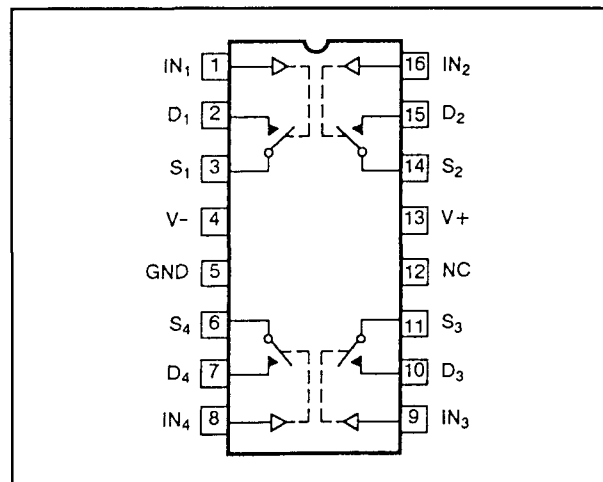 IN₁ 1 16 IN₂
D₁ 2 15 D₂
S₁ 3 14 S₂
V- 4 13 V+
GND 5 12 NC
S₄ 6 11 S₃
D₄ 7 10 D₃
IN₄ 8 9 IN₃